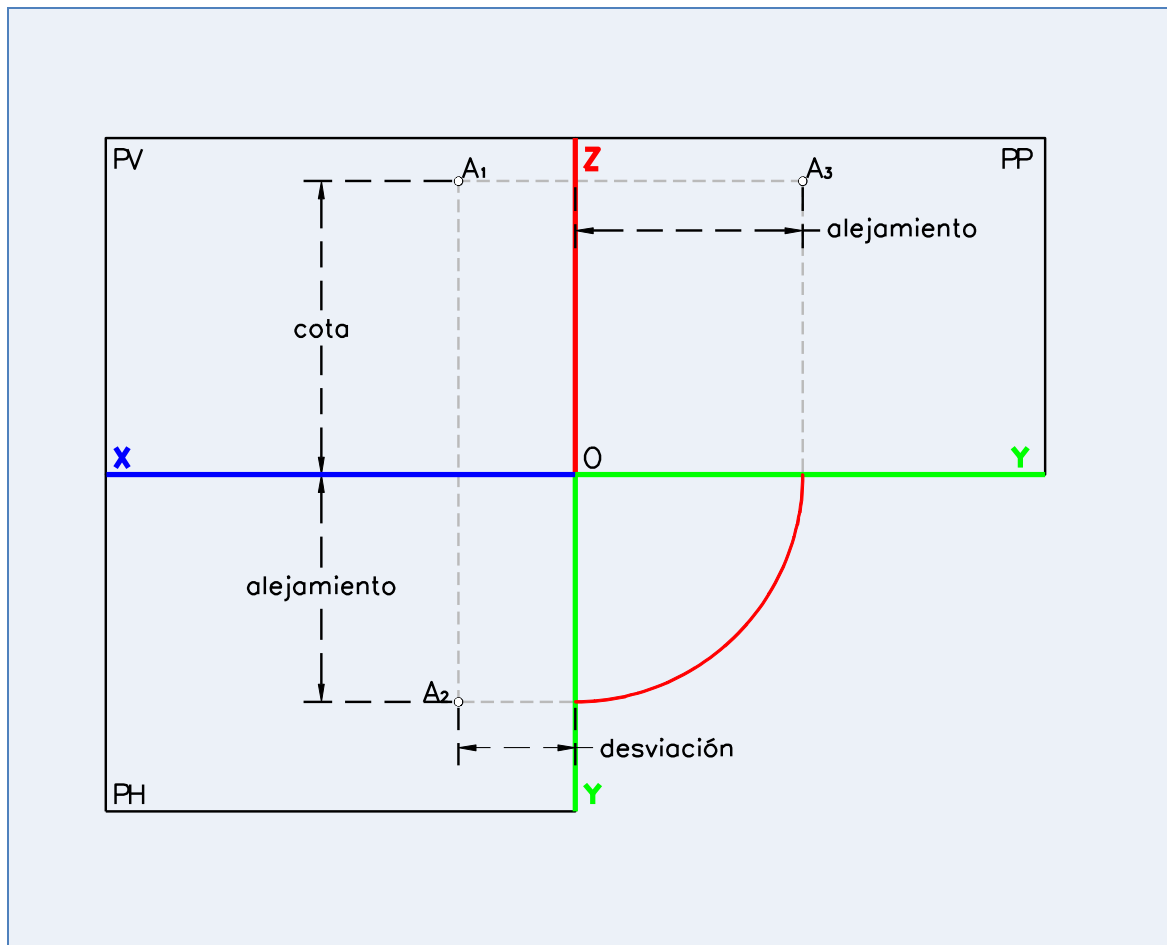 PV
A1
Z
A3
PP
alejamiento
cota
X
O
Y
alejamiento
A2
desviación
PH
Y